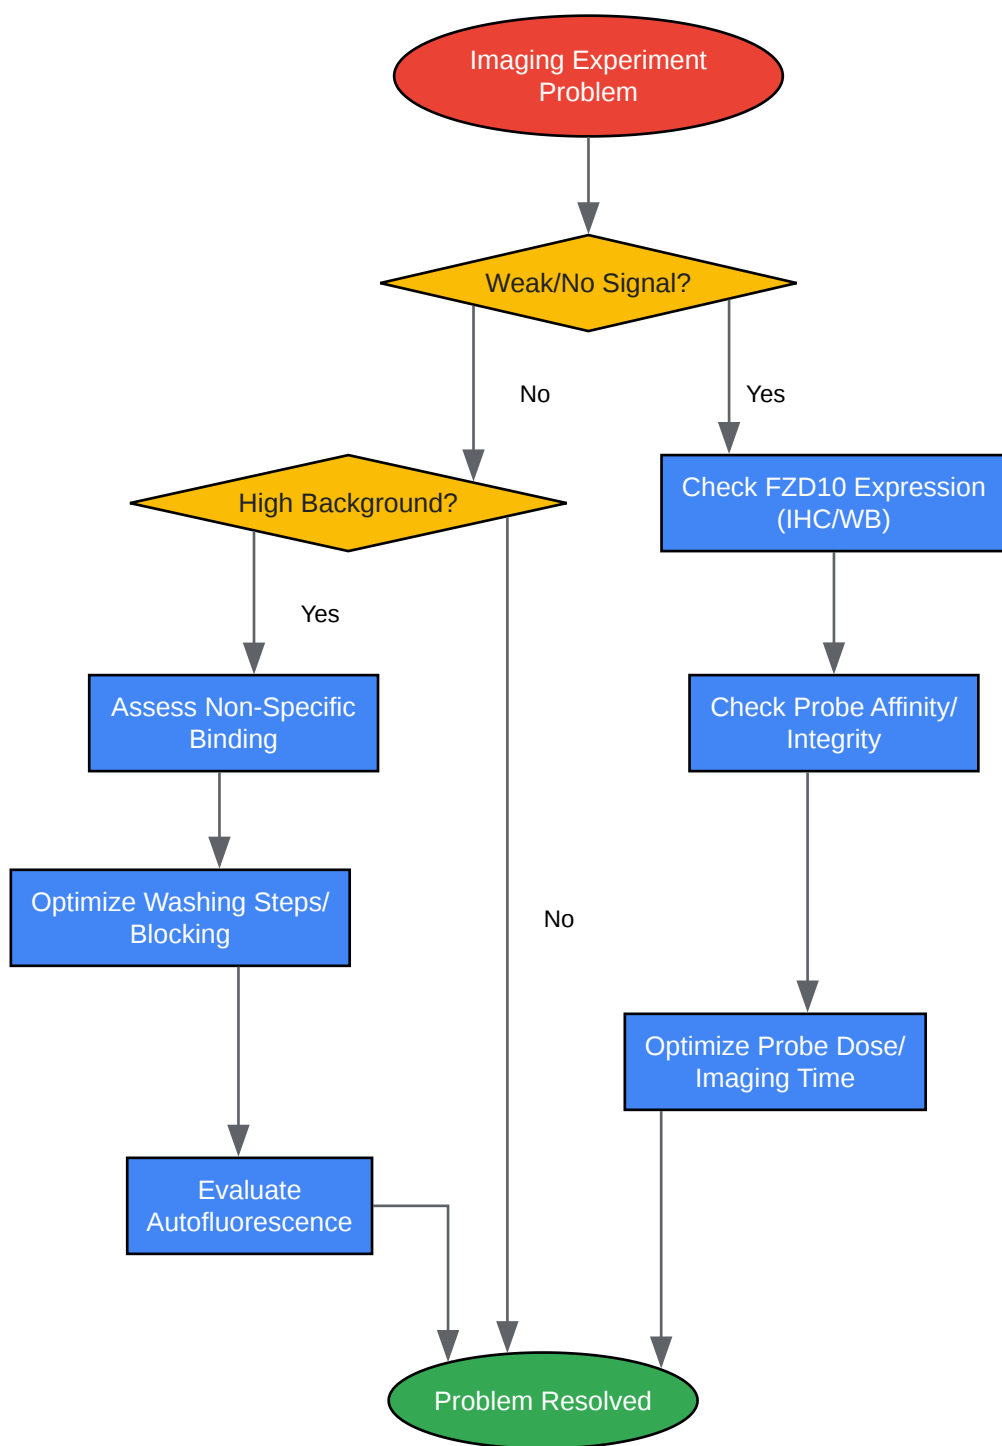 Imaging Experiment
Problem
Weak/No Signal?
No
Yes
High Background?
Check FZD10 Expression
(IHC/WB)
Yes
Assess Non-Specific
Binding
Check Probe Affinity/
Integrity
Optimize Washing Steps/
Blocking
No
Optimize Probe Dose/
Imaging Time
Evaluate
Autofluorescence
Problem Resolved